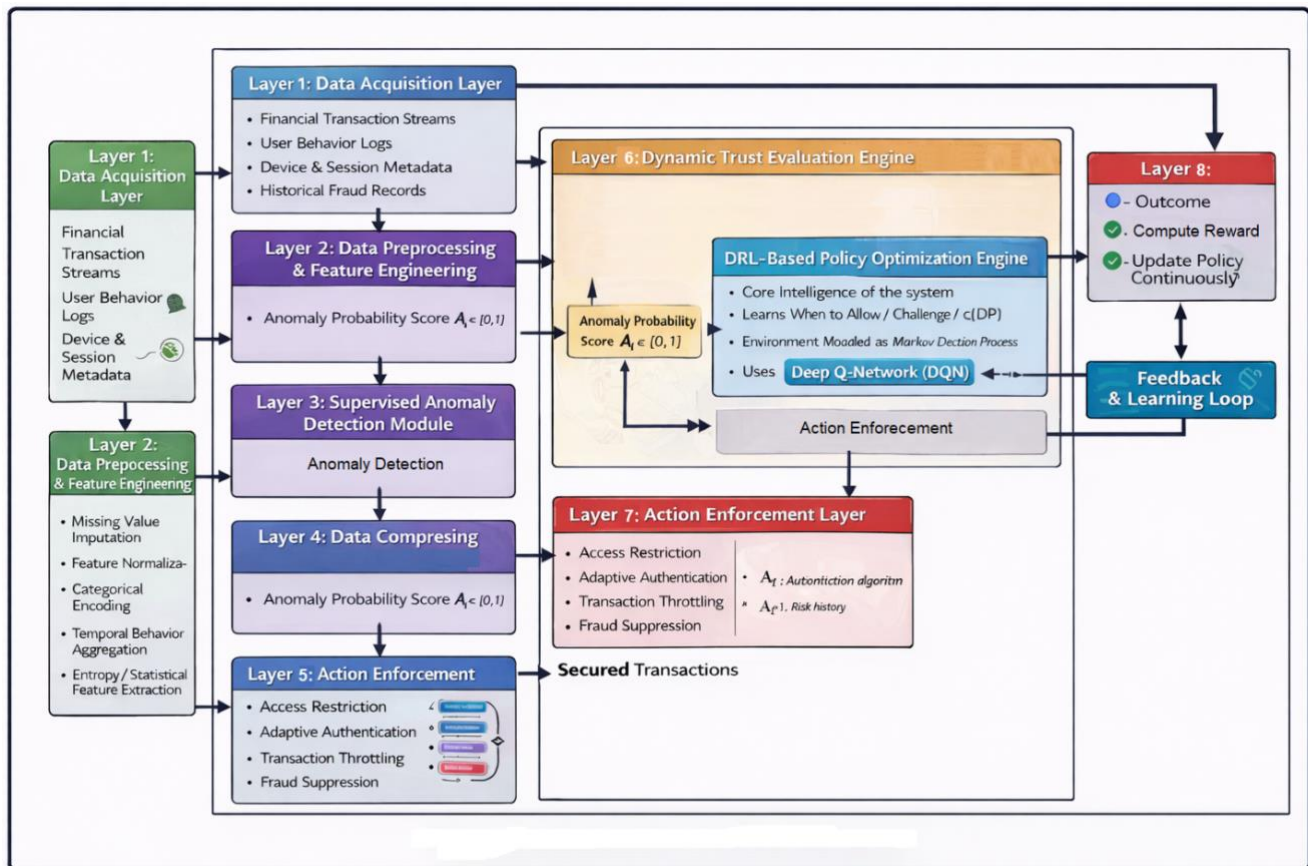 Layer 1:
Data Acquisition
Layer
Financial
Transaction
Streams
User Behavior
Logs
Device &
Session
Metadata
Layer 2:
Data Prepocessing
& Feature Engineering
• Missing Value
Imputation
• Feature Normaliza-
• Categorical
Encoding
• Temporal Behavior
Aggregation
• Entropy/Statistical
Feature Extraction
Layer 1: Data Acquisition Layer
• Financial Transaction Streams
• User Behavior Logs
• Device & Session Metadata
• Historical Fraud Records
Layer 2: Data Preprocessing
& Feature Engineering
• Anomaly Probability Score A_i ∈ [0,1]
Layer 3: Supervised Anomaly
Detection Module
Anomaly Detection
Layer 4: Data Compresing
• Anomaly Probability Score A_i ∈ [0,1]
Layer 5: Action Enforcement
• Access Restriction
• Adaptive Authentication
• Transaction Throttling
• Fraud Suppression
Layer 6: Dynamic Trust Evaluation Engine
Anomaly Probability
Score A_i ∈ [0,1]
DRL-Based Policy Optimization Engine
• Core Intelligence of the system
• Learns When to Allow / Challenge / c(DP)
• Environment Moadled as Markov Dection Process
• Uses Deep Q-Network (DQN)
Action Enforecement
Layer 7: Action Enforcement Layer
• Access Restriction
• Adaptive Authentication
• Transaction Throttling
• Fraud Suppression
• A_t : Autontiction algoritm
Risk history
Secured Transactions
Layer 8:
- Outcome
. Compute Reward
- Update Policy
Continuously
Feedback
& Learning Loop